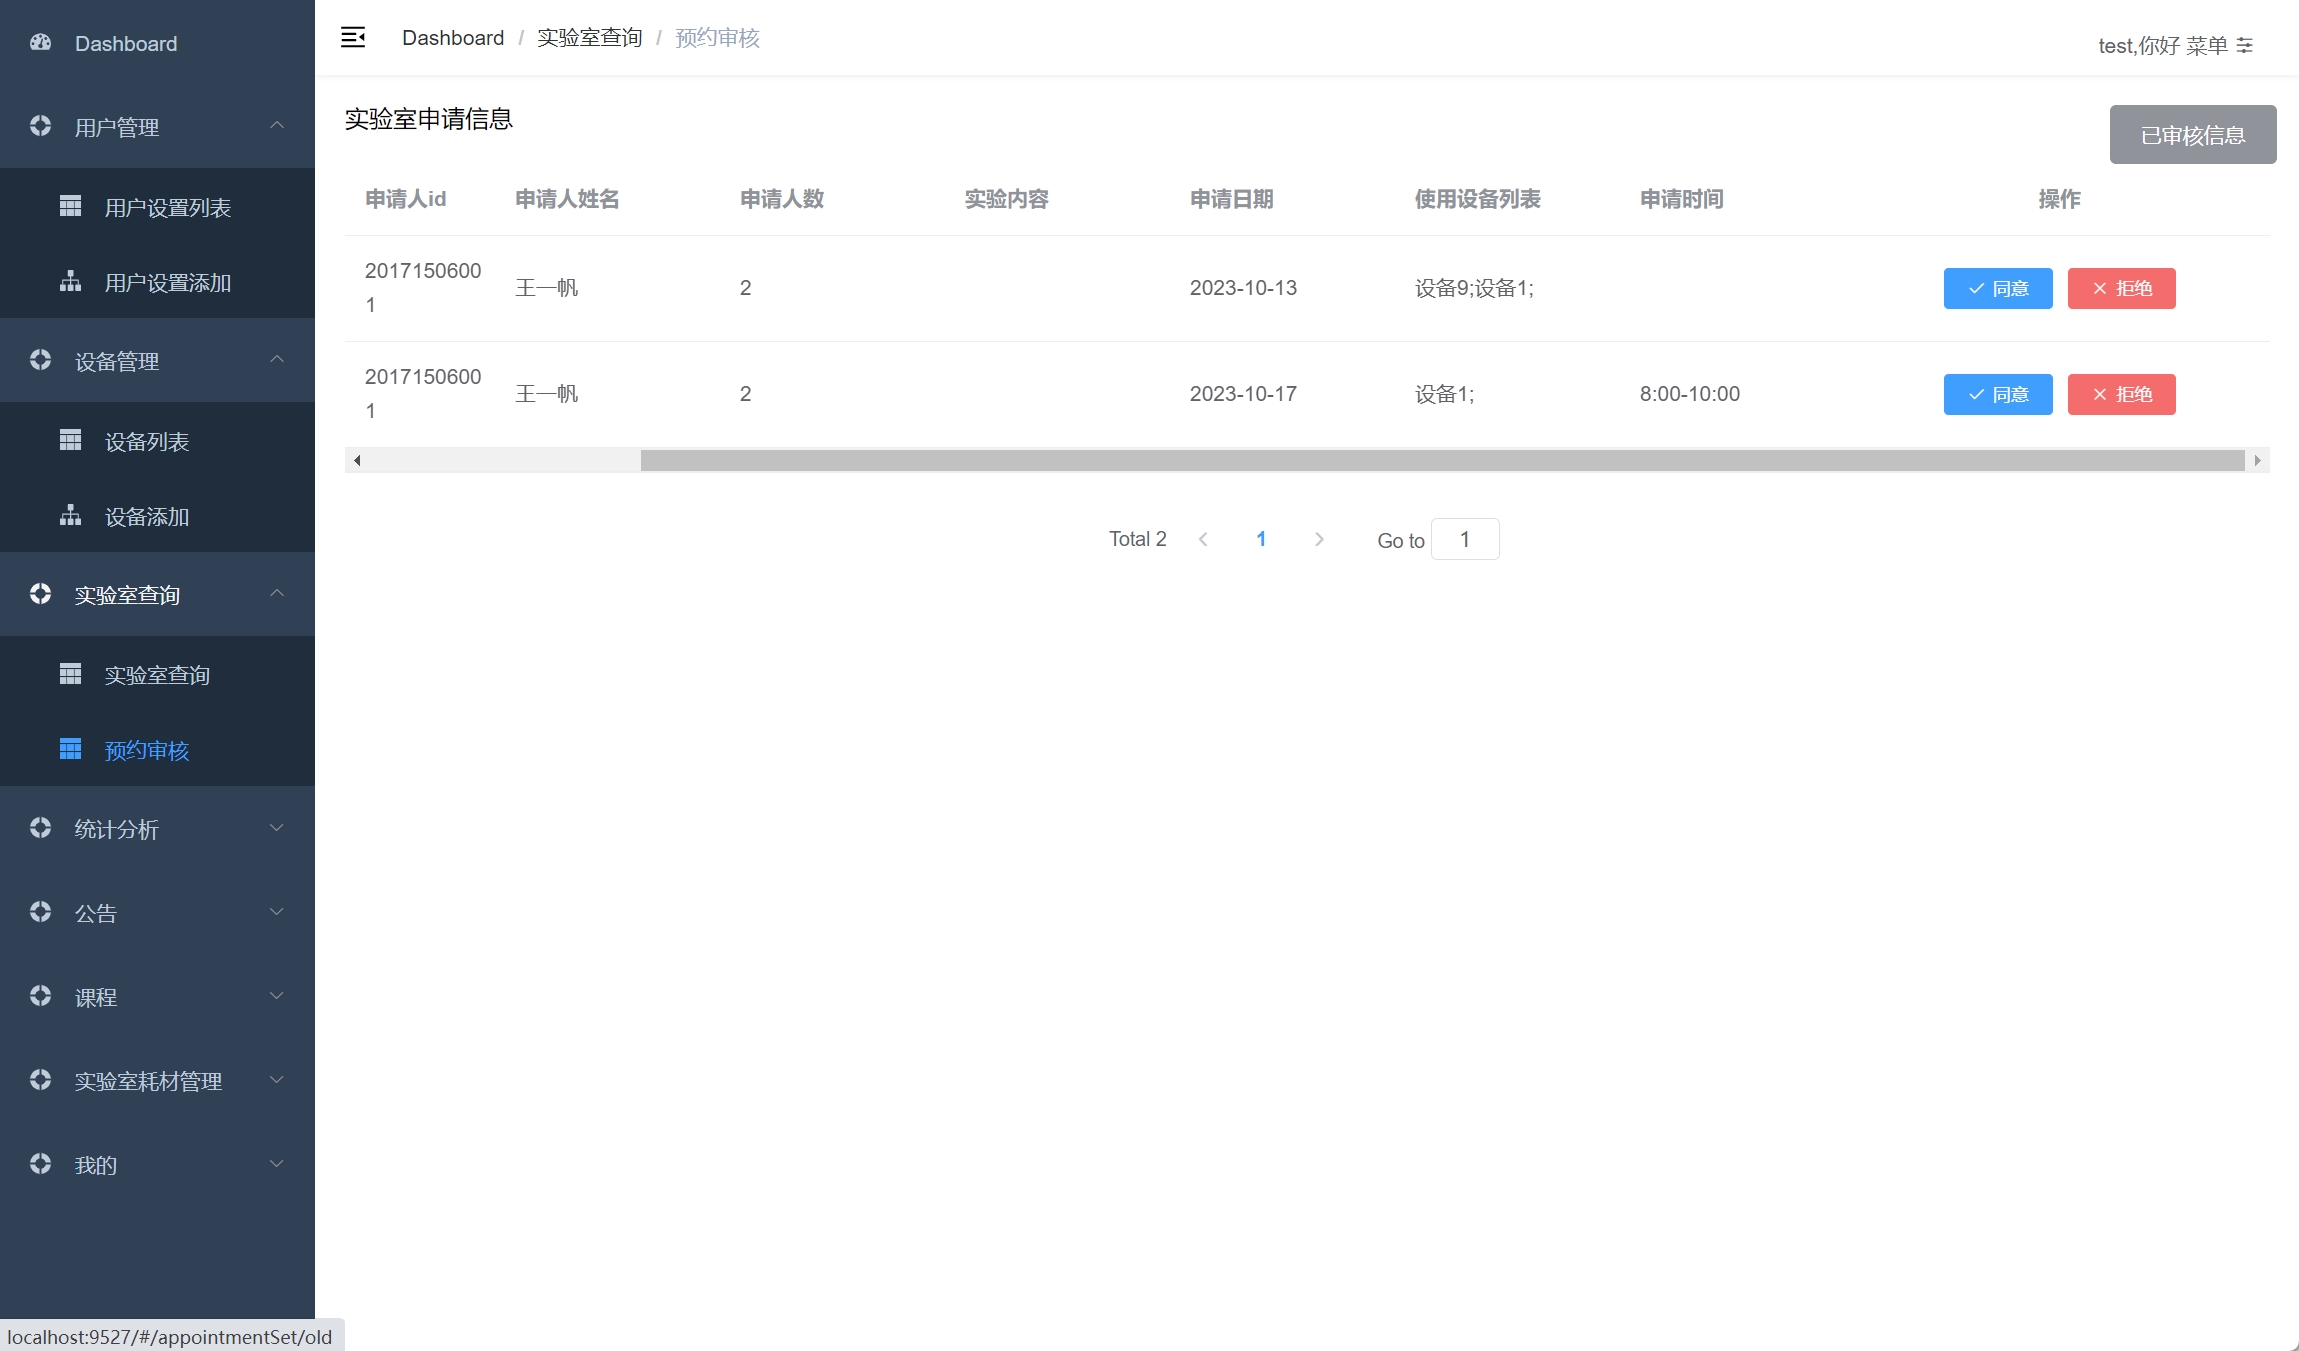 Dashboard
用户管理
用户设置列表
用户设置添加
设备管理
设备列表
设备添加
实验室查询
实验室查询
预约审核
统计分析
公告
课程
实验室耗材管理
我的
localhost:9527/#/appointmentSet/old
Dashboard / 实验室查询 / 预约审核
test,你好 菜单
实验室申请信息
已审核信息
申请人id 申请人姓名 申请人数 实验内容 申请日期 使用设备列表 申请时间 操作
2017150600
1
王一帆 2 2023-10-13 设备9;设备1; 同意 拒绝
2017150600
1
王一帆 2 2023-10-17 设备1; 8:00-10:00 同意 拒绝
Total 2 1 Go to 1